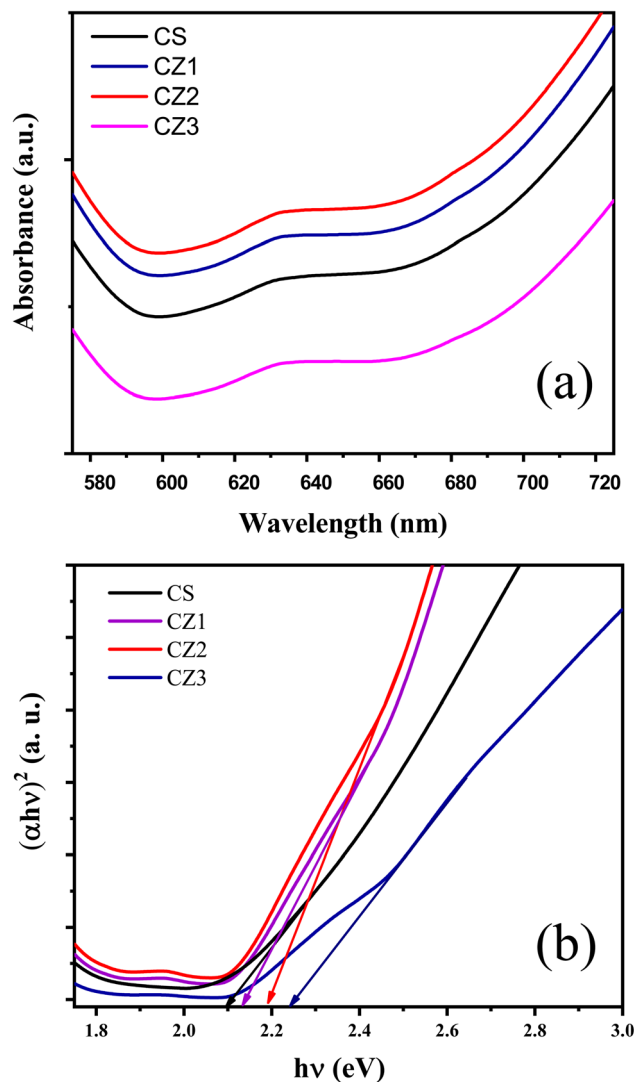 CS
CZ1
CZ2
CZ3
Absorbance (a.u.)
(a)
580 600 620 640 660 680 700 720
Wavelength (nm)
CS
CZ1
CZ2
CZ3
(αhν)² (a. u.)
(b)
1.8 2.0 2.2 2.4 2.6 2.8 3.0
hν (eV)